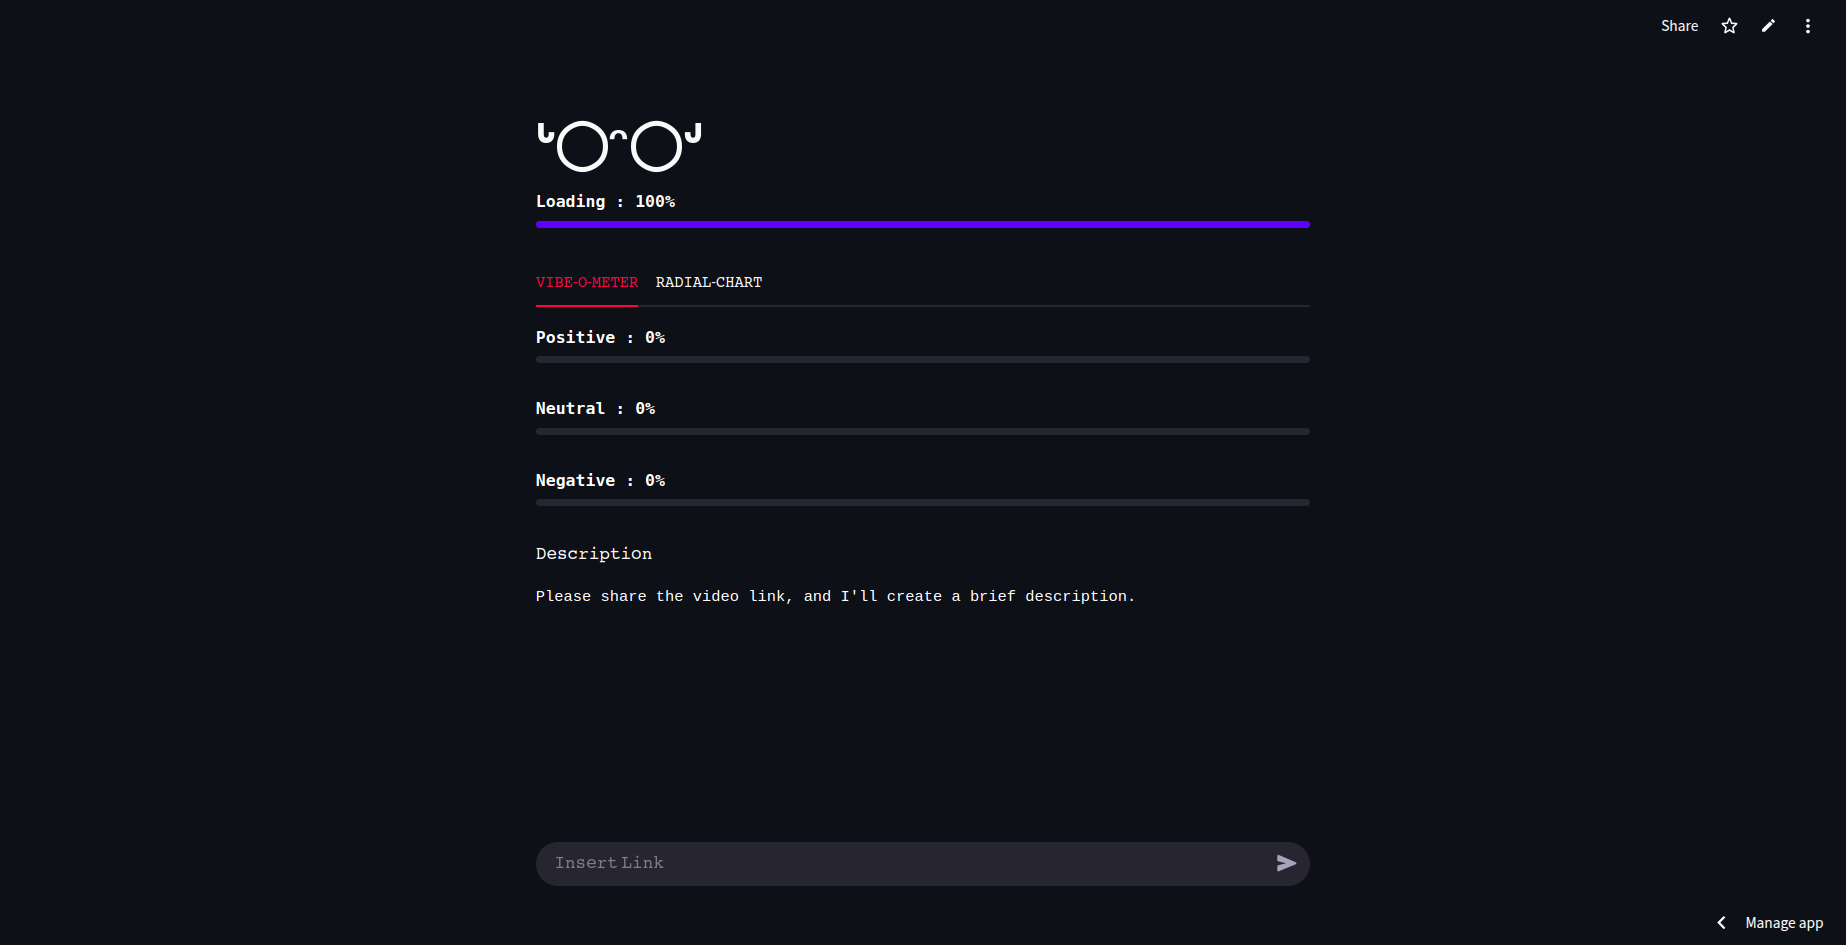 Share
Loading : 100%
VIBE-O-METER RADIAL-CHART
Positive : 0%
Neutral : 0%
Negative : 0%
Description
Please share the video link, and I'll create a brief description.
Insert Link
Manage app